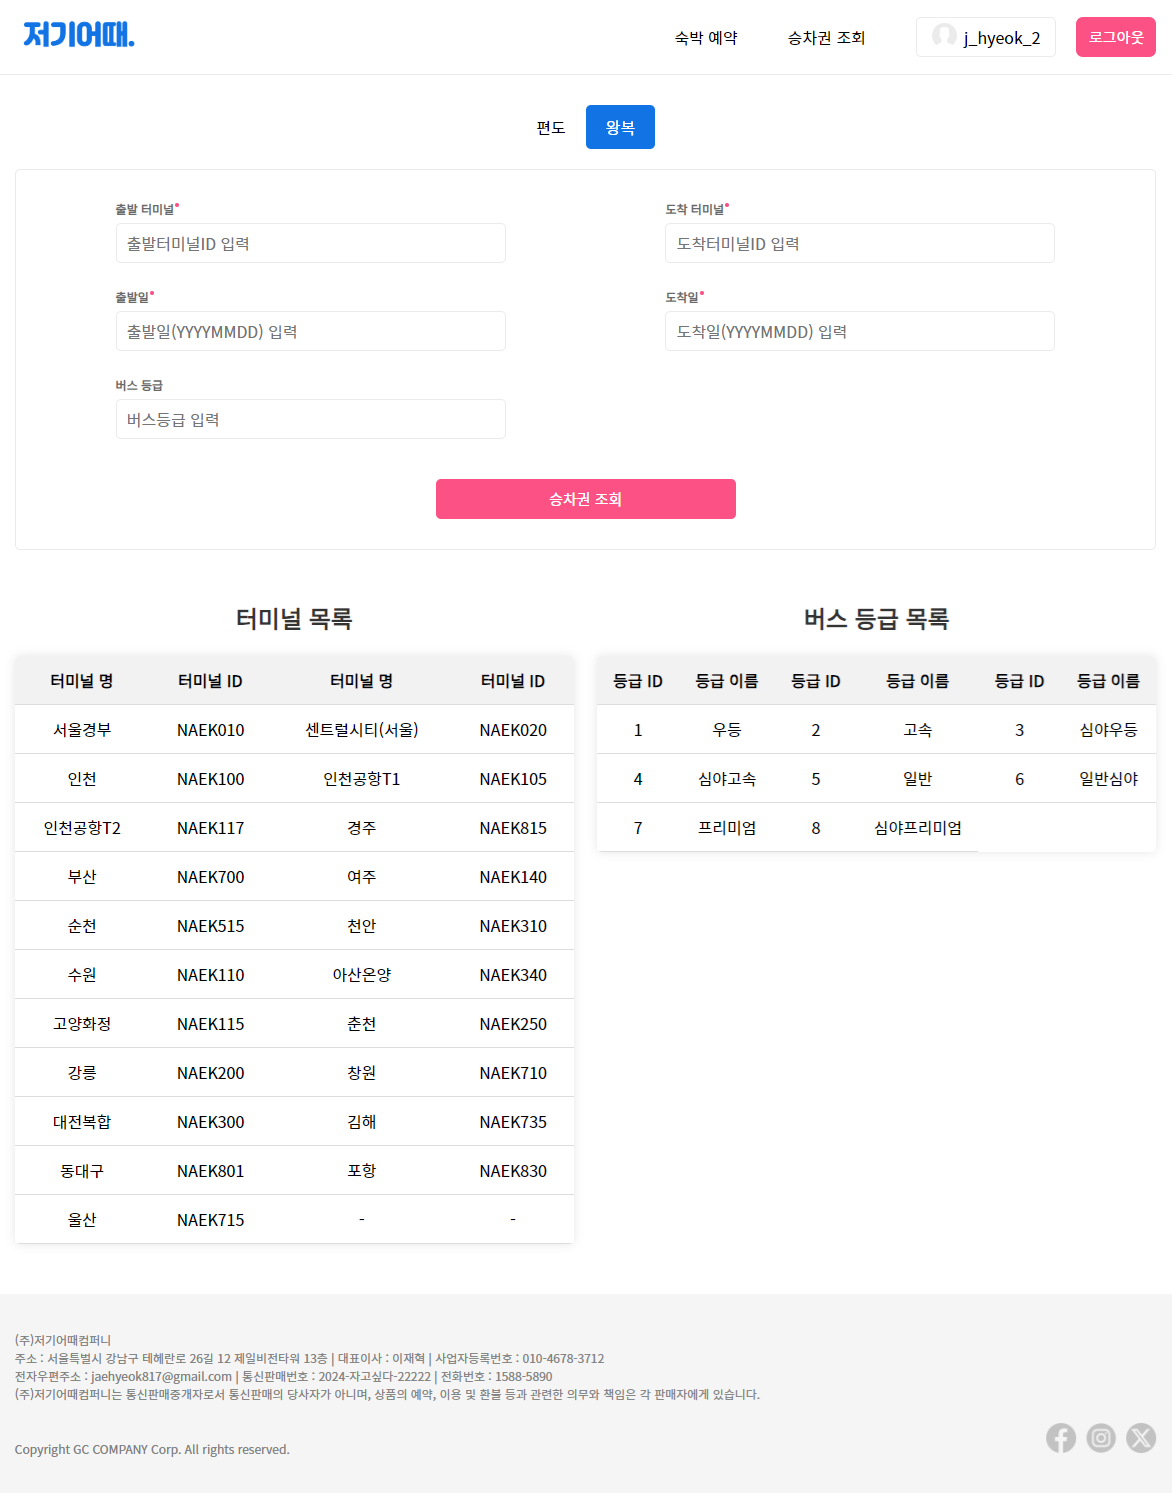 저기어때.
숙박 예약 승차권 조회 j_hyeok_2 로그아웃
편도 왕복
출발 터미널 도착 터미널
출발터미널ID 입력 도착터미널ID 입력
출발일 도착일
출발일(YYYYMMDD) 입력 도착일(YYYYMMDD) 입력
버스 등급
버스등급 입력
승차권 조회
터미널 목록
터미널 명 터미널 ID 터미널 명 터미널 ID
서울경부 NAEK010 센트럴시티(서울) NAEK020
인천 NAEK100 인천공항T1 NAEK105
인천공항T2 NAEK117 경주 NAEK815
부산 NAEK700 여주 NAEK140
순천 NAEK515 천안 NAEK310
수원 NAEK110 아산온양 NAEK340
고양화정 NAEK115 춘천 NAEK250
강릉 NAEK200 창원 NAEK710
대전복합 NAEK300 김해 NAEK735
동대구 NAEK801 포항 NAEK830
울산 NAEK715 - -
버스 등급 목록
등급 ID 등급 이름 등급 ID 등급 이름 등급 ID 등급 이름
1 우등 2 고속 3 심야우등
4 심야고속 5 일반 6 일반심야
7 프리미엄 8 심야프리미엄
(주)저기어때컴퍼니
주소 : 서울특별시 강남구 테헤란로 26길 12 제일비전타워 13층 | 대표이사 : 이재혁 | 사업자등록번호 : 010-4678-3712
전자우편주소 : jaehyeok817@gmail.com | 통신판매번호 : 2024-자고싶다-22222 | 전화번호 : 1588-5890
(주)저기어때컴퍼니는 통신판매중개자로서 통신판매의 당사자가 아니며, 상품의 예약, 이용 및 환불 등과 관련한 의무와 책임은 각 판매자에게 있습니다.
Copyright GC COMPANY Corp. All rights reserved.